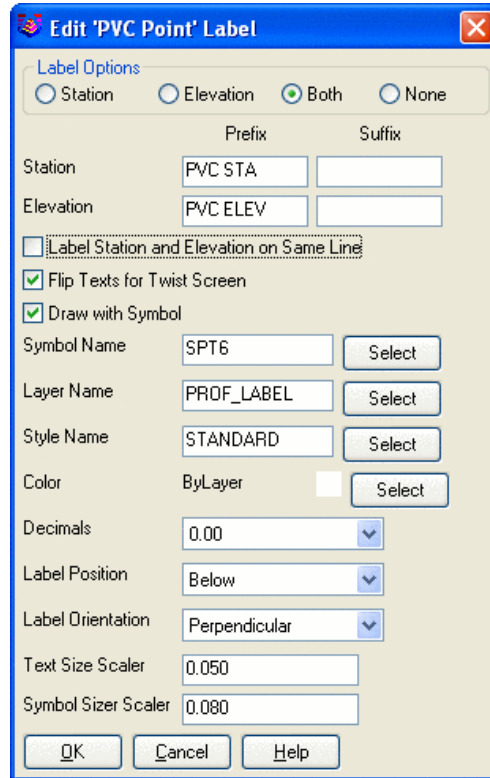 Edit 'PVC Point' Label
Label Options
Station Elevation Both None
Prefix Suffix
Station PVC STA
Elevation PVC ELEV
Label Station and Elevation on Same Line
Flip Texts for Twist Screen
Draw with Symbol
Symbol Name SPT6 Select
Layer Name PROF_LABEL Select
Style Name STANDARD Select
Color ByLayer Select
Decimals 0.00
Label Position Below
Label Orientation Perpendicular
Text Size Scaler 0.050
Symbol Sizer Scaler 0.080
OK Cancel Help